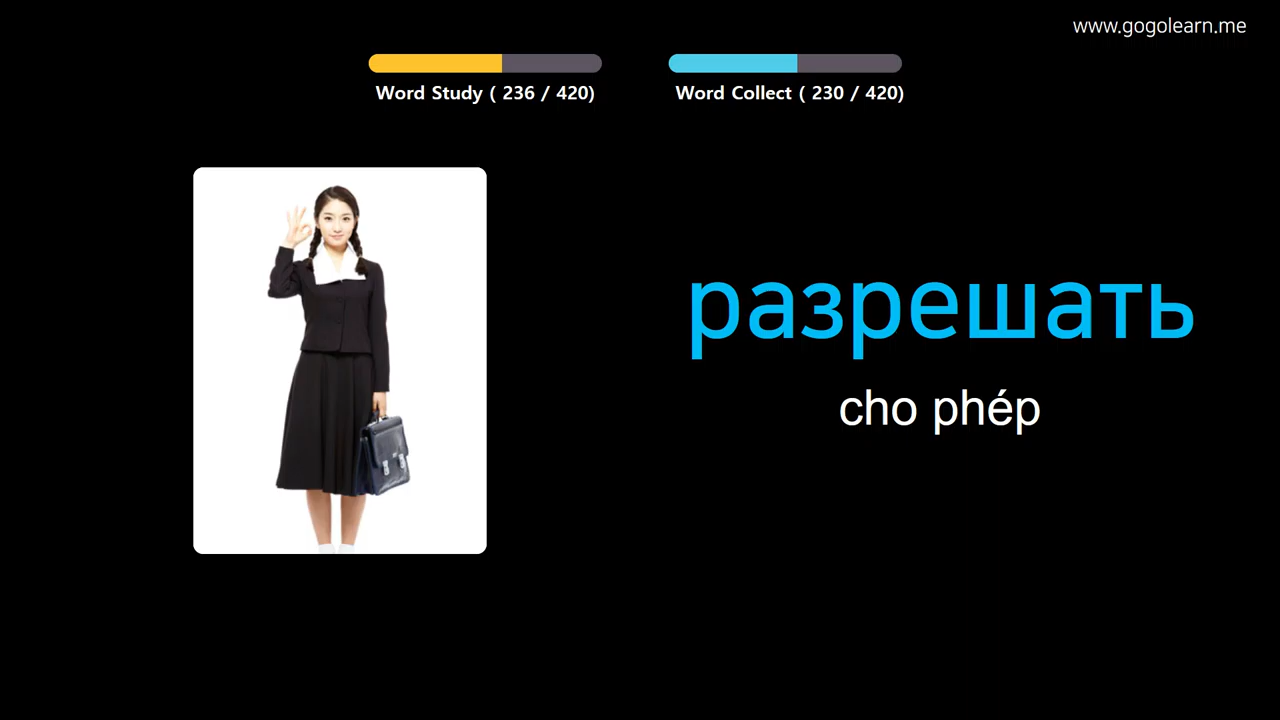 www.gogolearn.me
Word Study ( 236 / 420)
Word Collect ( 230 / 420)
разрешать
cho phép